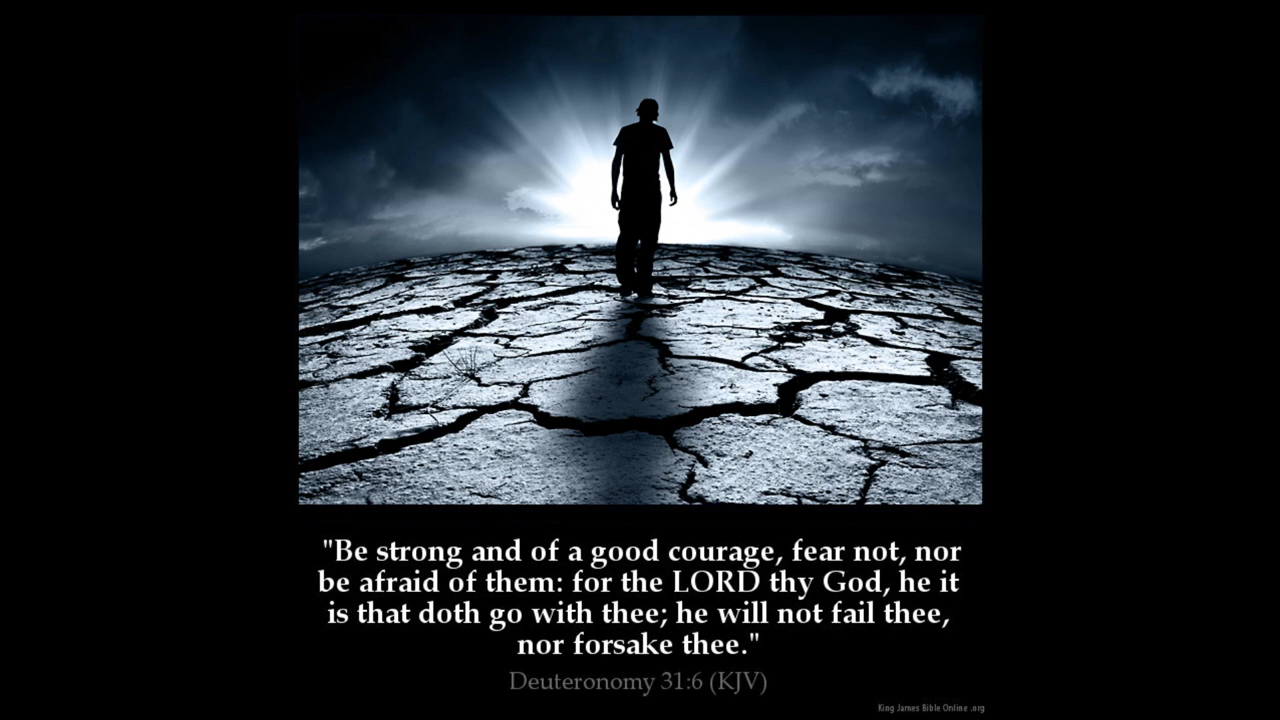 "Be strong and of a good courage, fear not, nor
be afraid of them: for the LORD thy God, he it
is that doth go with thee; he will not fail thee,
nor forsake thee."
Deuteronomy 31:6 (KJV)
King James Bible Online .org